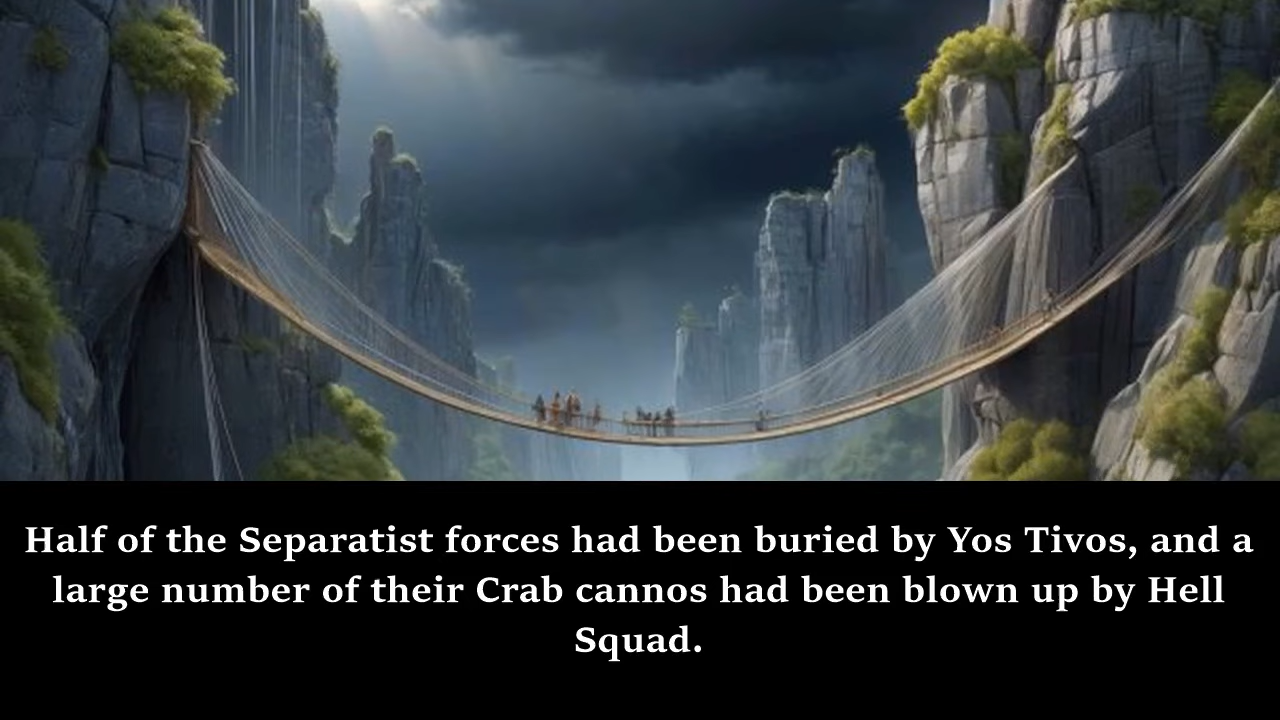 Half of the Separatist forces had been buried by Yos Tivos, and a
large number of their Crab cannos had been blown up by Hell
Squad.